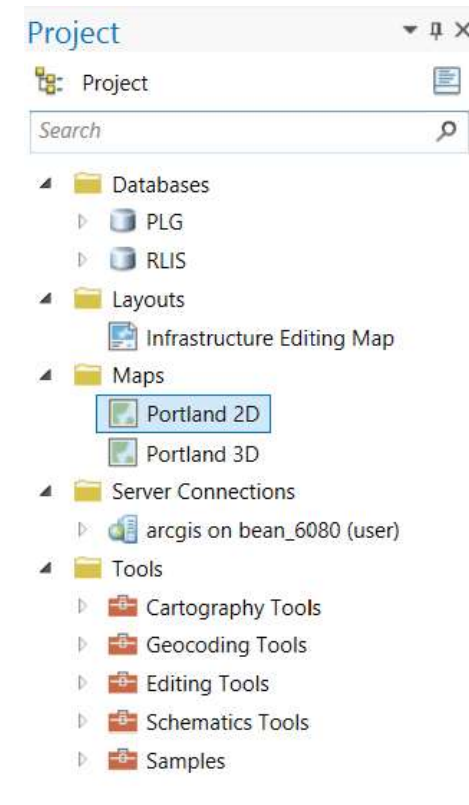 Project
Project
Search
Databases
PLG
RLIS
Layouts
Infrastructure Editing Map
Maps
Portland 2D
Portland 3D
Server Connections
arcgis on bean_6080 (user)
Tools
Cartography Tools
Geocoding Tools
Editing Tools
Schematics Tools
Samples